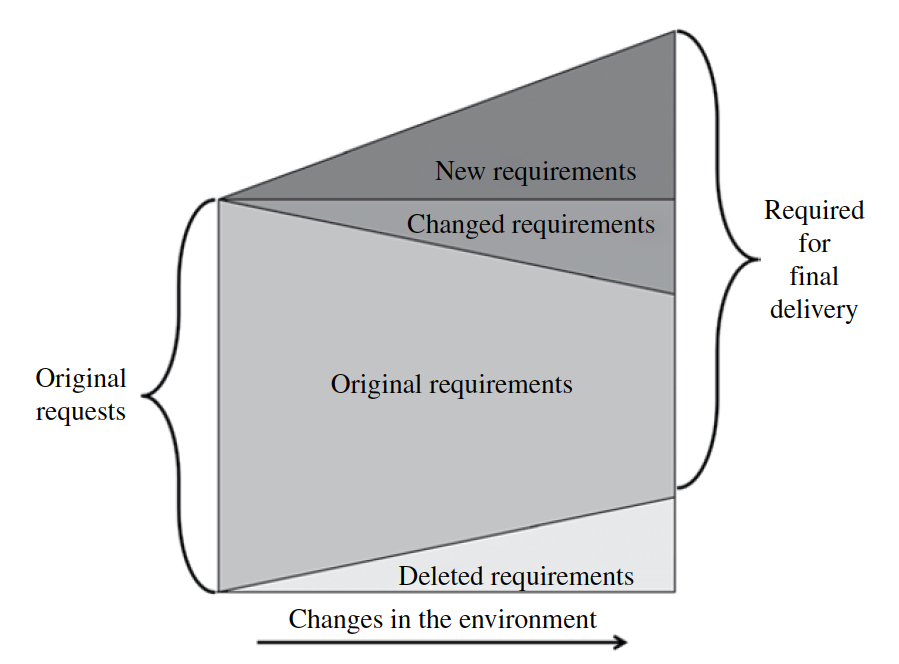 New requirements
Changed requirements
Required
for
final
delivery
Original
requests
Original requirements
Deleted requirements
Changes in the environment